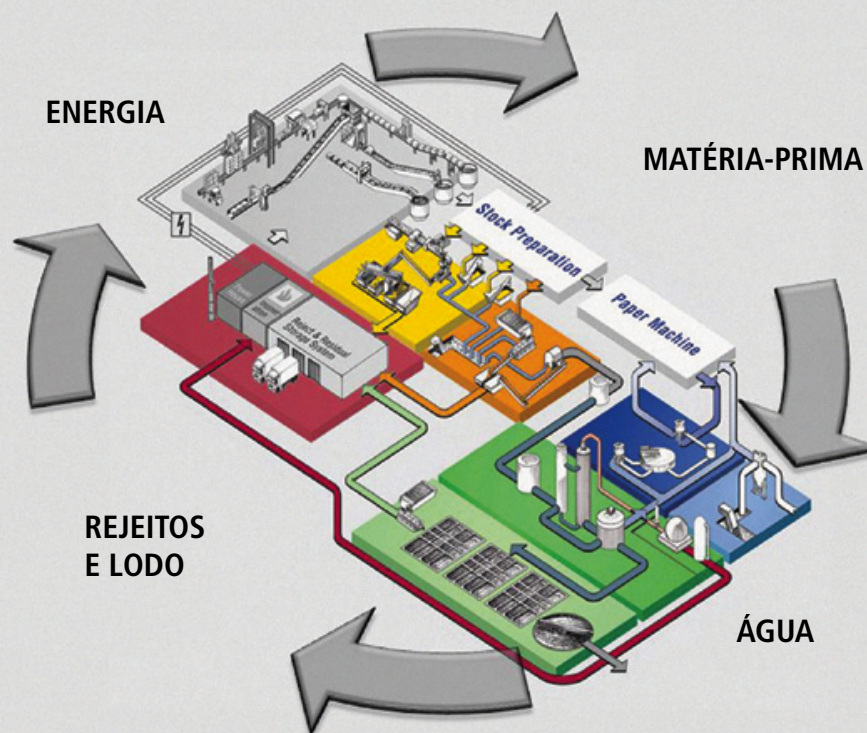 ENERGIA
MATÉRIA-PRIMA
Stock Preparation
Paper Machine
Reject & Residual
Storage System
REJEITOS
E LODO
ÁGUA